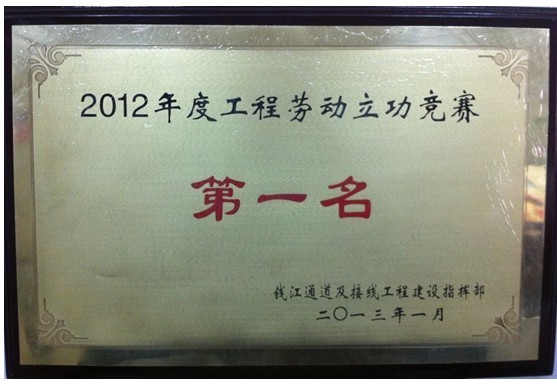 2012年度工程劳动立功竞赛
第一名
钱江通道及接线工程建设指挥部
二〇一三年一月